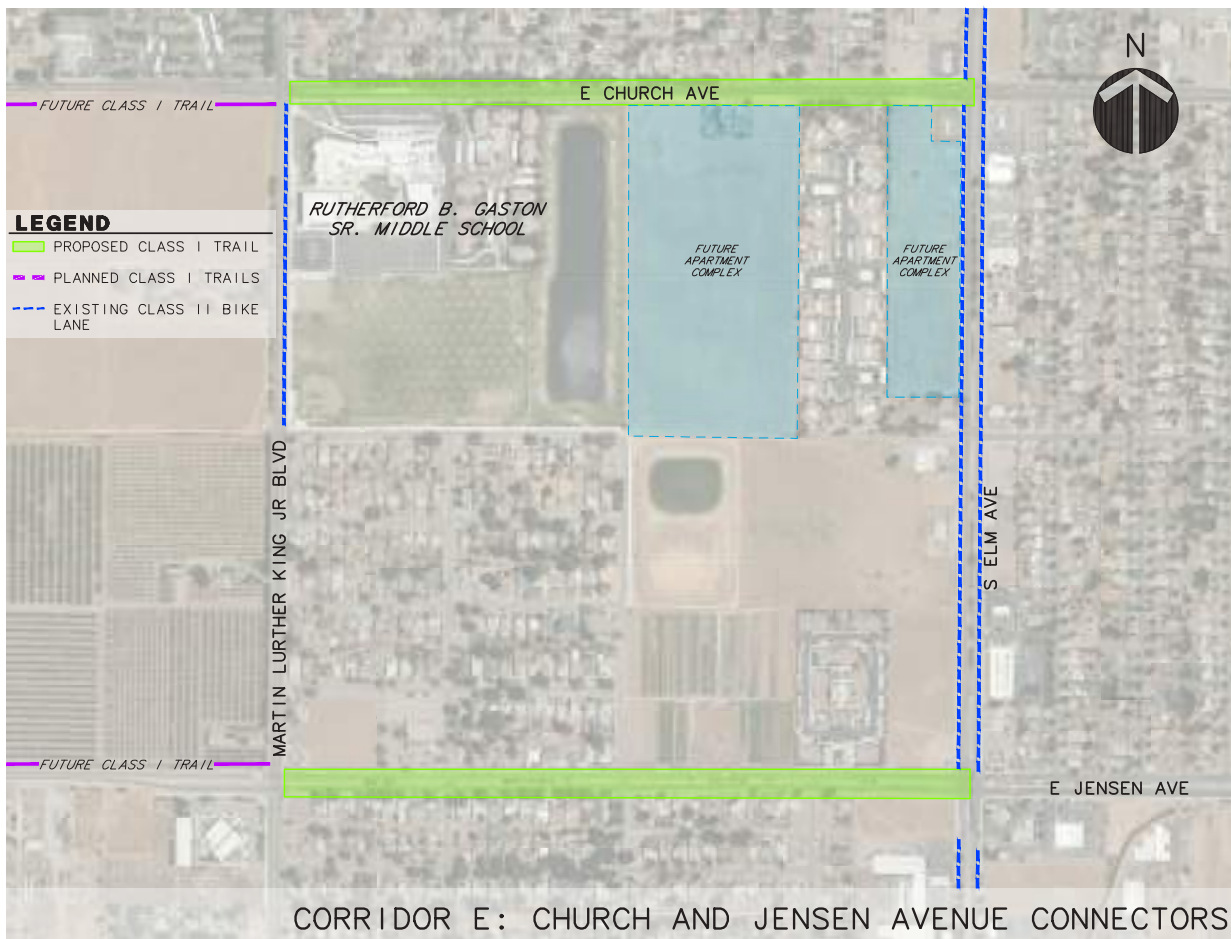 N
E CHURCH AVE
FUTURE CLASS I TRAIL
LEGEND
PROPOSED CLASS I TRAIL
PLANNED CLASS I TRAILS
EXISTING CLASS II BIKE
LANE
RUTHERFORD B. GASTON
SR. MIDDLE SCHOOL
FUTURE
APARTMENT
COMPLEX
FUTURE
APARTMENT
COMPLEX
MARTIN LURTHER KING JR BLVD
S ELM AVE
FUTURE CLASS I TRAIL
E JENSEN AVE
CORRIDOR E: CHURCH AND JENSEN AVENUE CONNECTORS